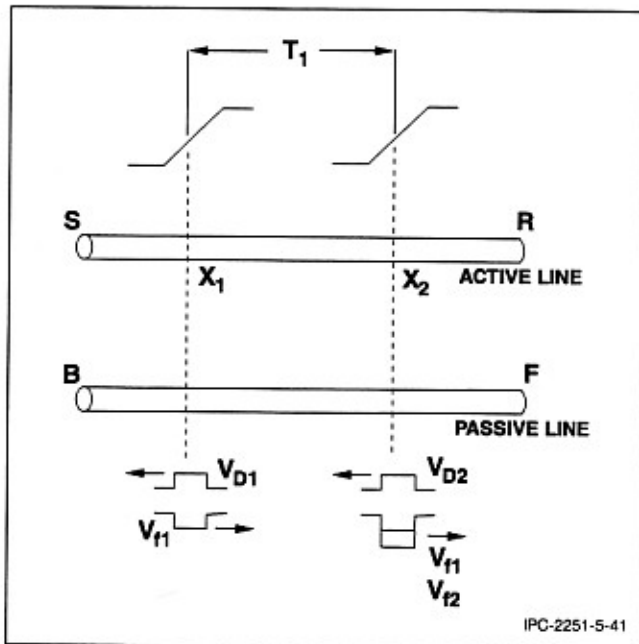 T1
S
R
X1
X2
ACTIVE LINE
B
F
PASSIVE LINE
VD1
VD2
Vf1
Vf1
Vf2
IPC-2251-5-41